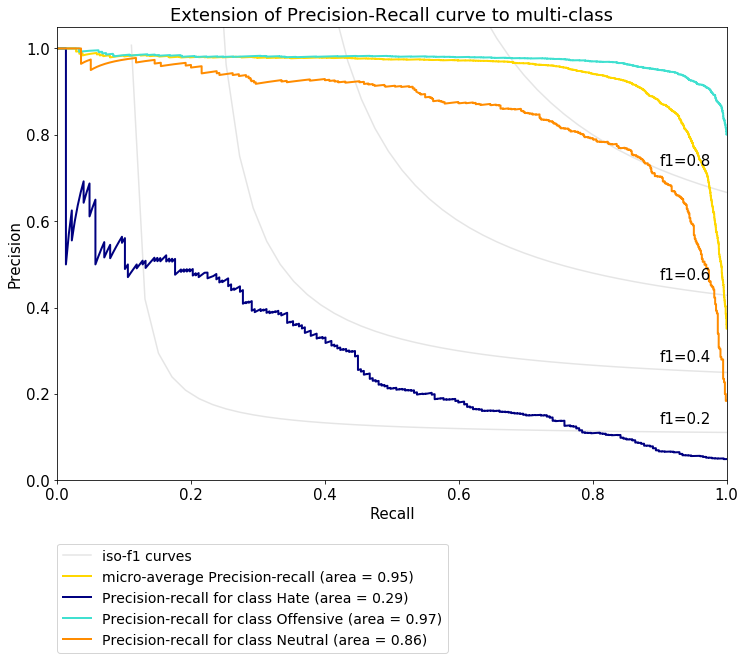 Extension of Precision-Recall curve to multi-class
1.0
0.8
0.6
0.4
0.2
0.0
Precision
f1=0.8
f1=0.6
f1=0.4
f1=0.2
0.0 0.2 0.4 0.6 0.8 1.0
Recall
iso-f1 curves
micro-average Precision-recall (area = 0.95)
Precision-recall for class Hate (area = 0.29)
Precision-recall for class Offensive (area = 0.97)
Precision-recall for class Neutral (area = 0.86)